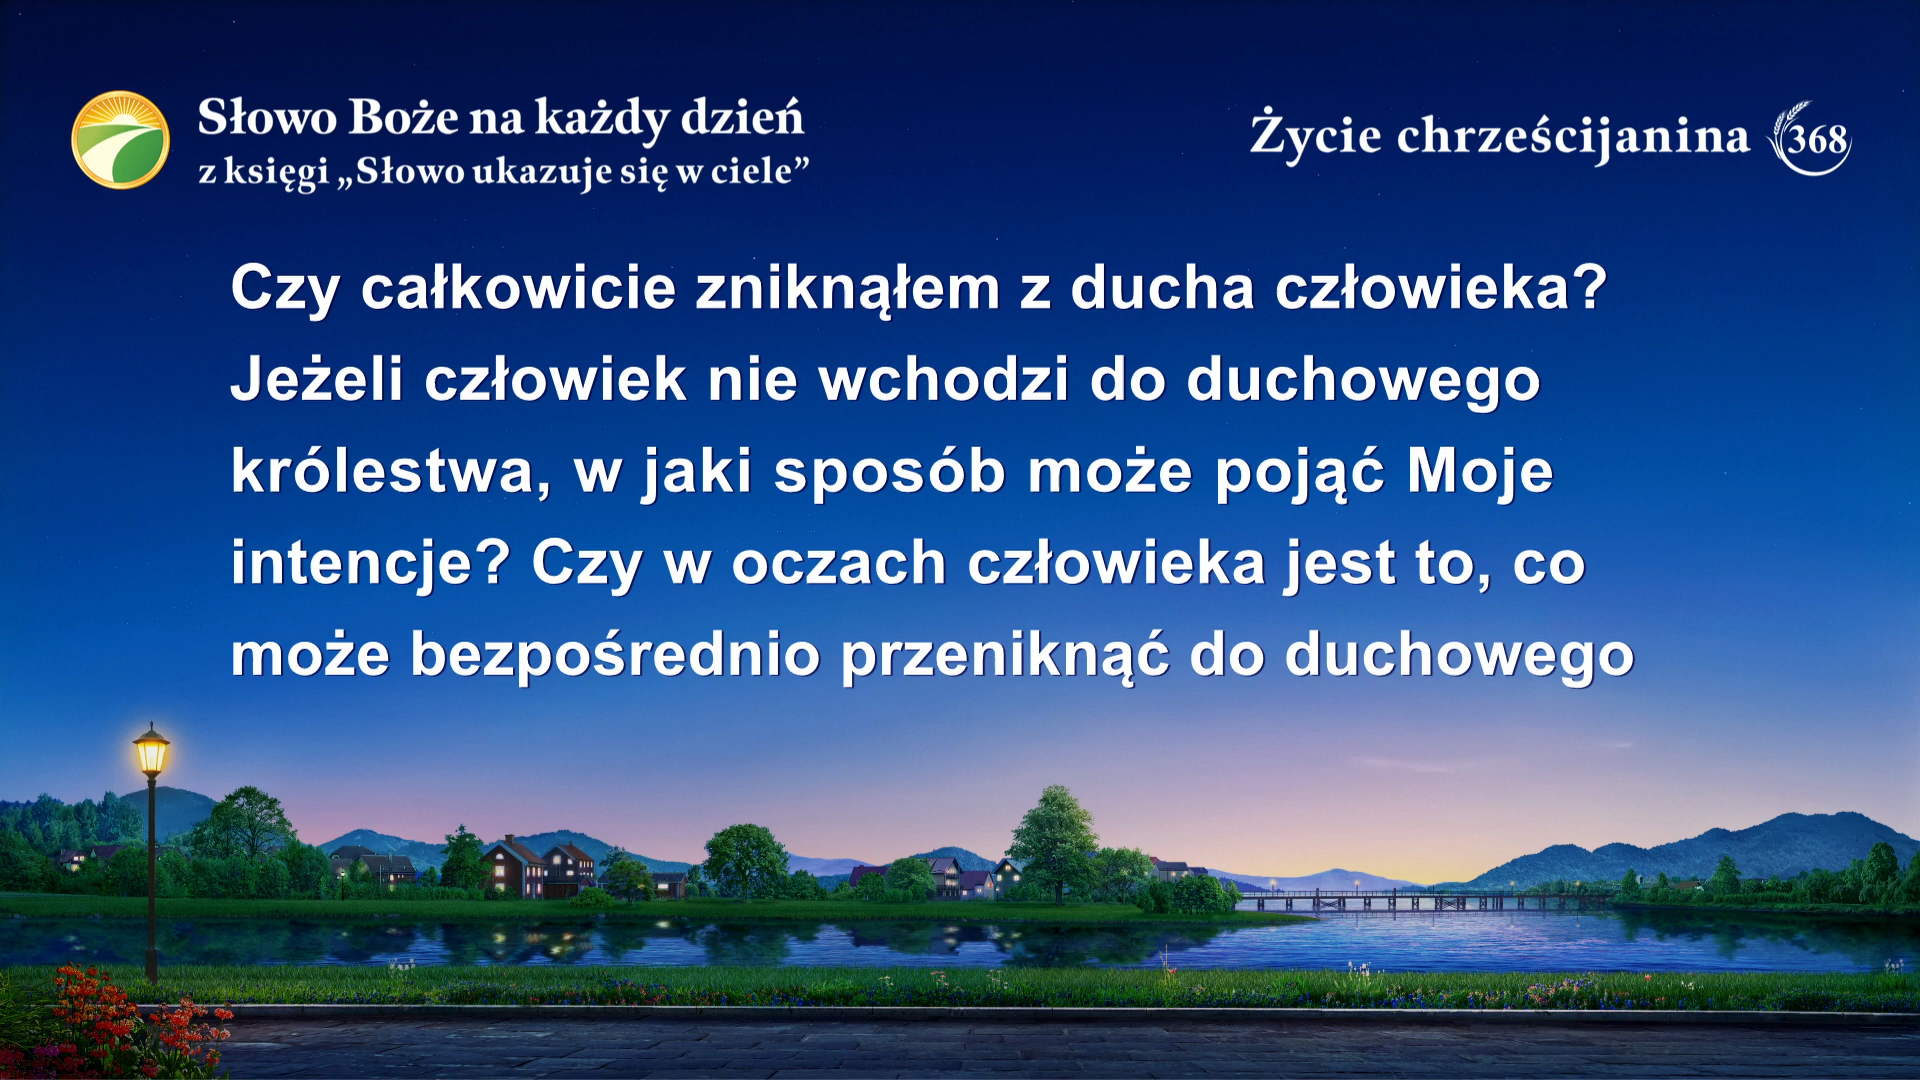 Słowo Boże na każdy dzień
z księgi „Słowo ukazuje się w ciele”
Życie chrześcijanina 368
Czy całkowicie zniknąłem z ducha człowieka?
Jeżeli człowiek nie wchodzi do duchowego
królestwa, w jaki sposób może pojąć Moje
intencje? Czy w oczach człowieka jest to, co
może bezpośrednio przeniknąć do duchowego